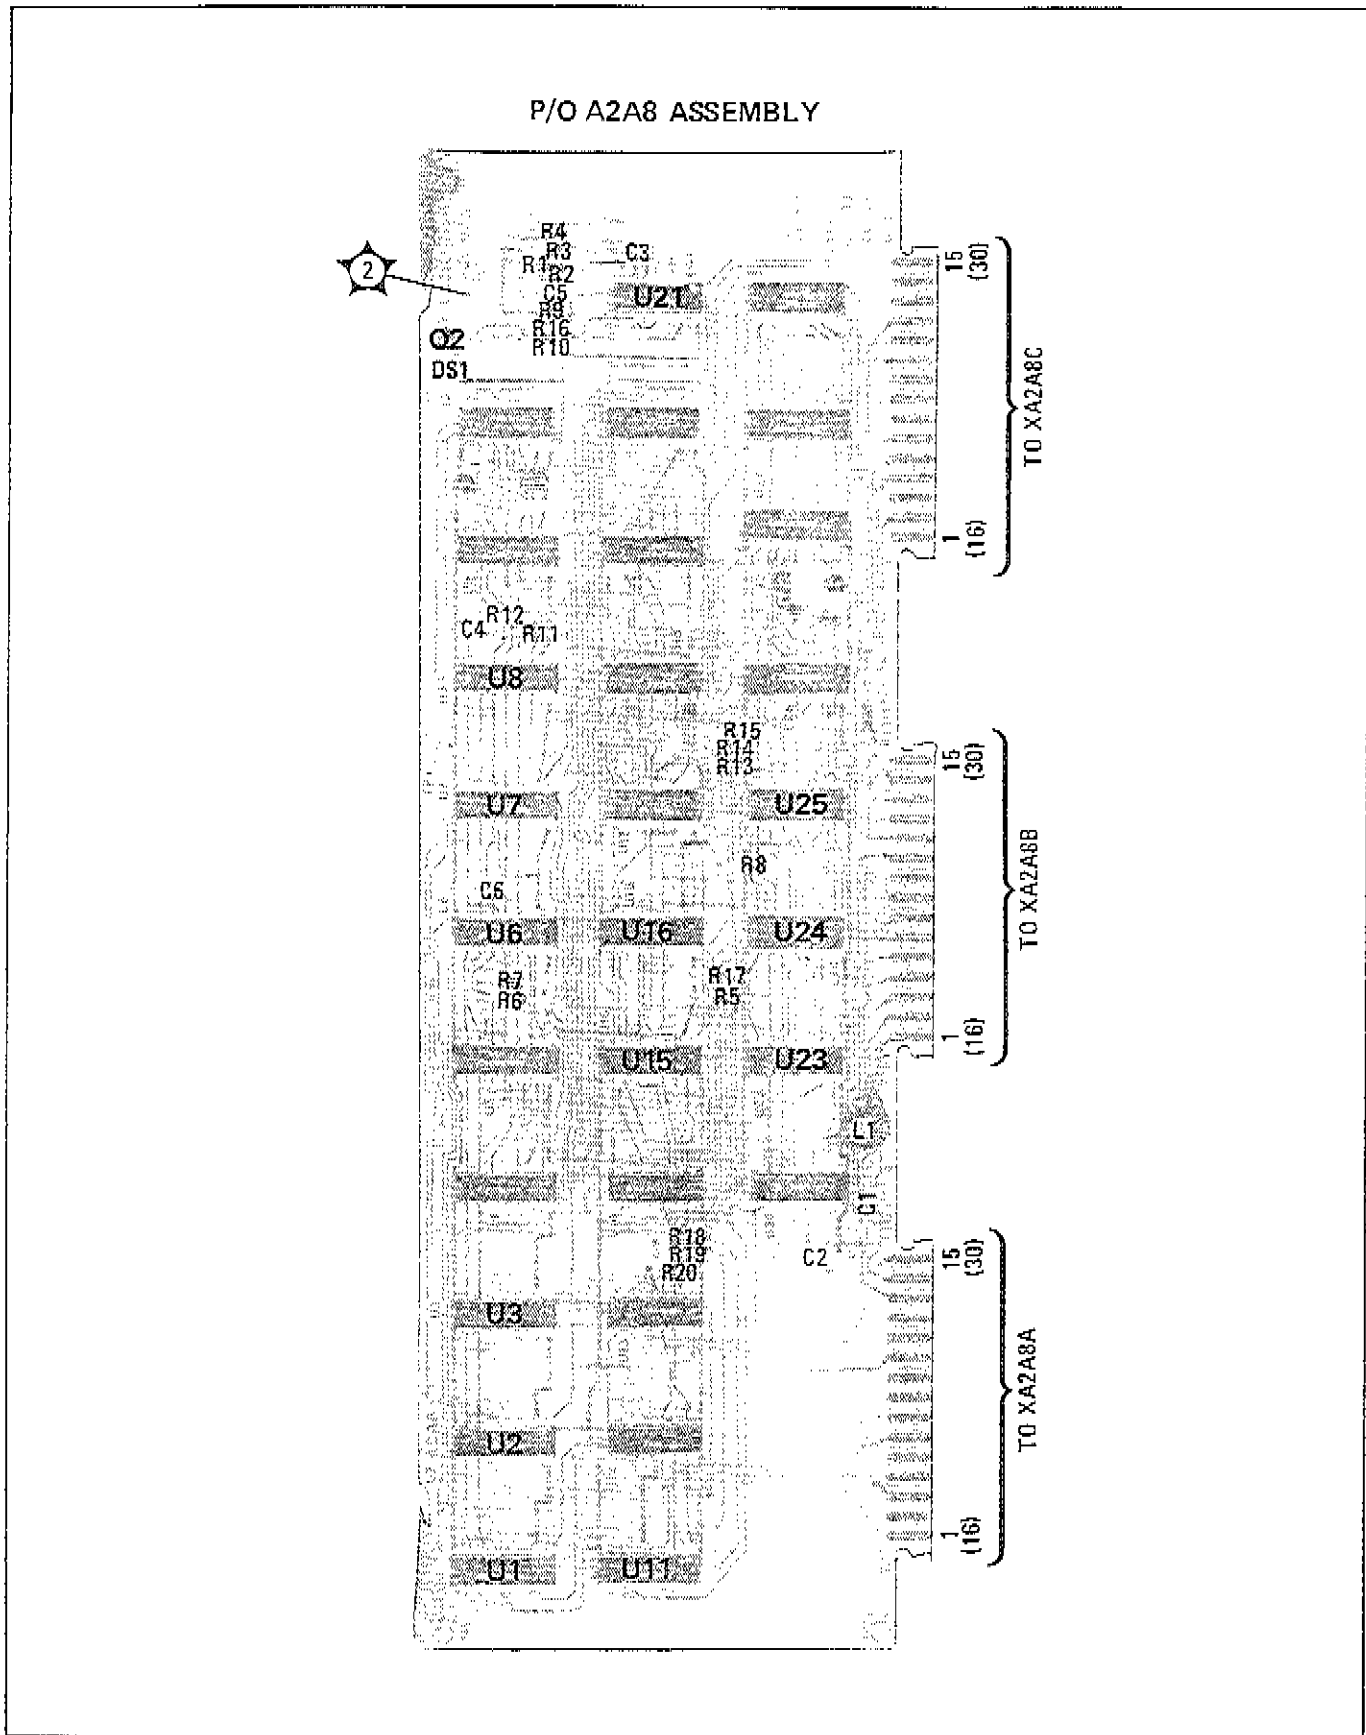 P/O A2A8 ASSEMBLY
R4
R3
C3
R1
R2
2
C5
U21
R9
R16
Q2
R10
DS1
15
(30)
TO XA2A8C
1
(16)
R12
C4
R11
U8
R15
R14
R13
15
(30)
U7
U25
R8
C6
TO XA2A8B
U6
U16
U24
R17
R7
R5
R6
1
(16)
U15
U23
L1
C1
R18
R19
C2
R20
15
(30)
U3
TO XA2A8A
U2
1
(16)
U1
U11